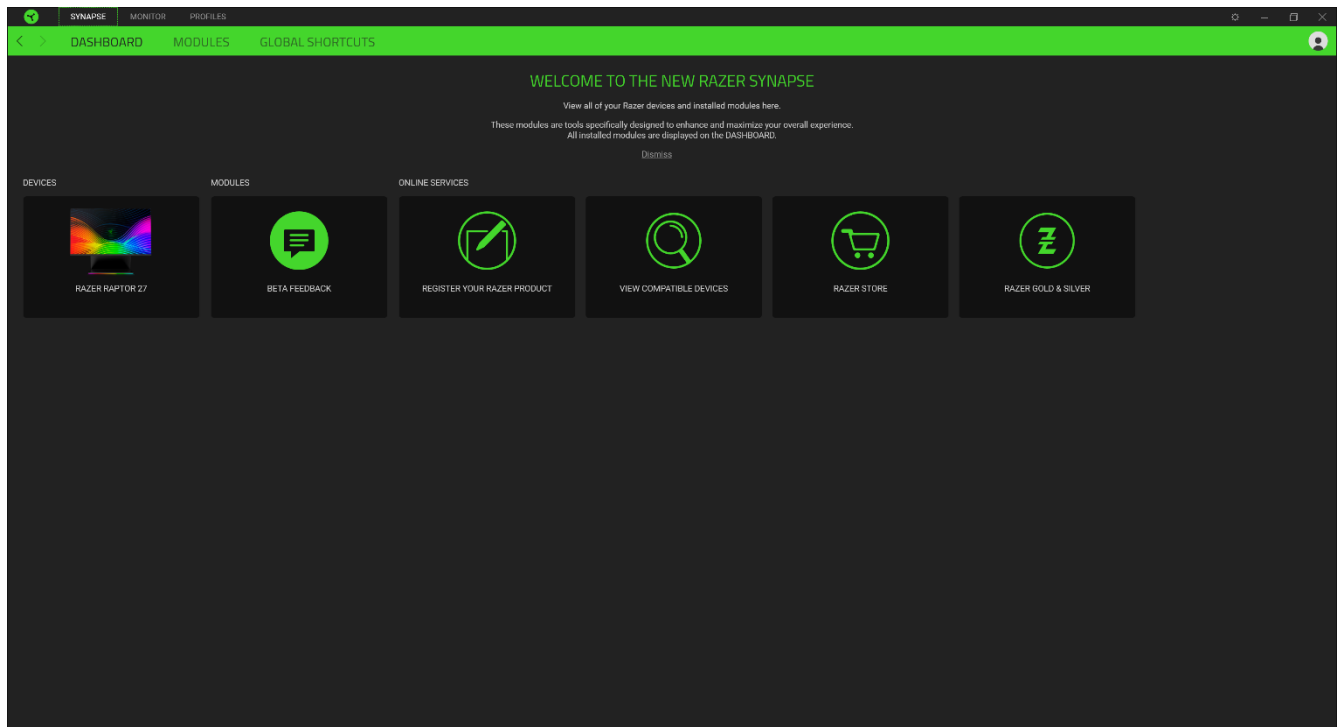 SYNAPSE MONITOR PROFILES
DASHBOARD MODULES GLOBAL SHORTCUTS
WELCOME TO THE NEW RAZER SYNAPSE
View all of your Razer devices and installed modules here.
These modules are tools specifically designed to enhance and maximize your overall experience.
All installed modules are displayed on the DASHBOARD.
Dismiss
DEVICES MODULES ONLINE SERVICES
RAZER RAPTOR 27 BETA FEEDBACK REGISTER YOUR RAZER PRODUCT VIEW COMPATIBLE DEVICES RAZER STORE RAZER GOLD & SILVER